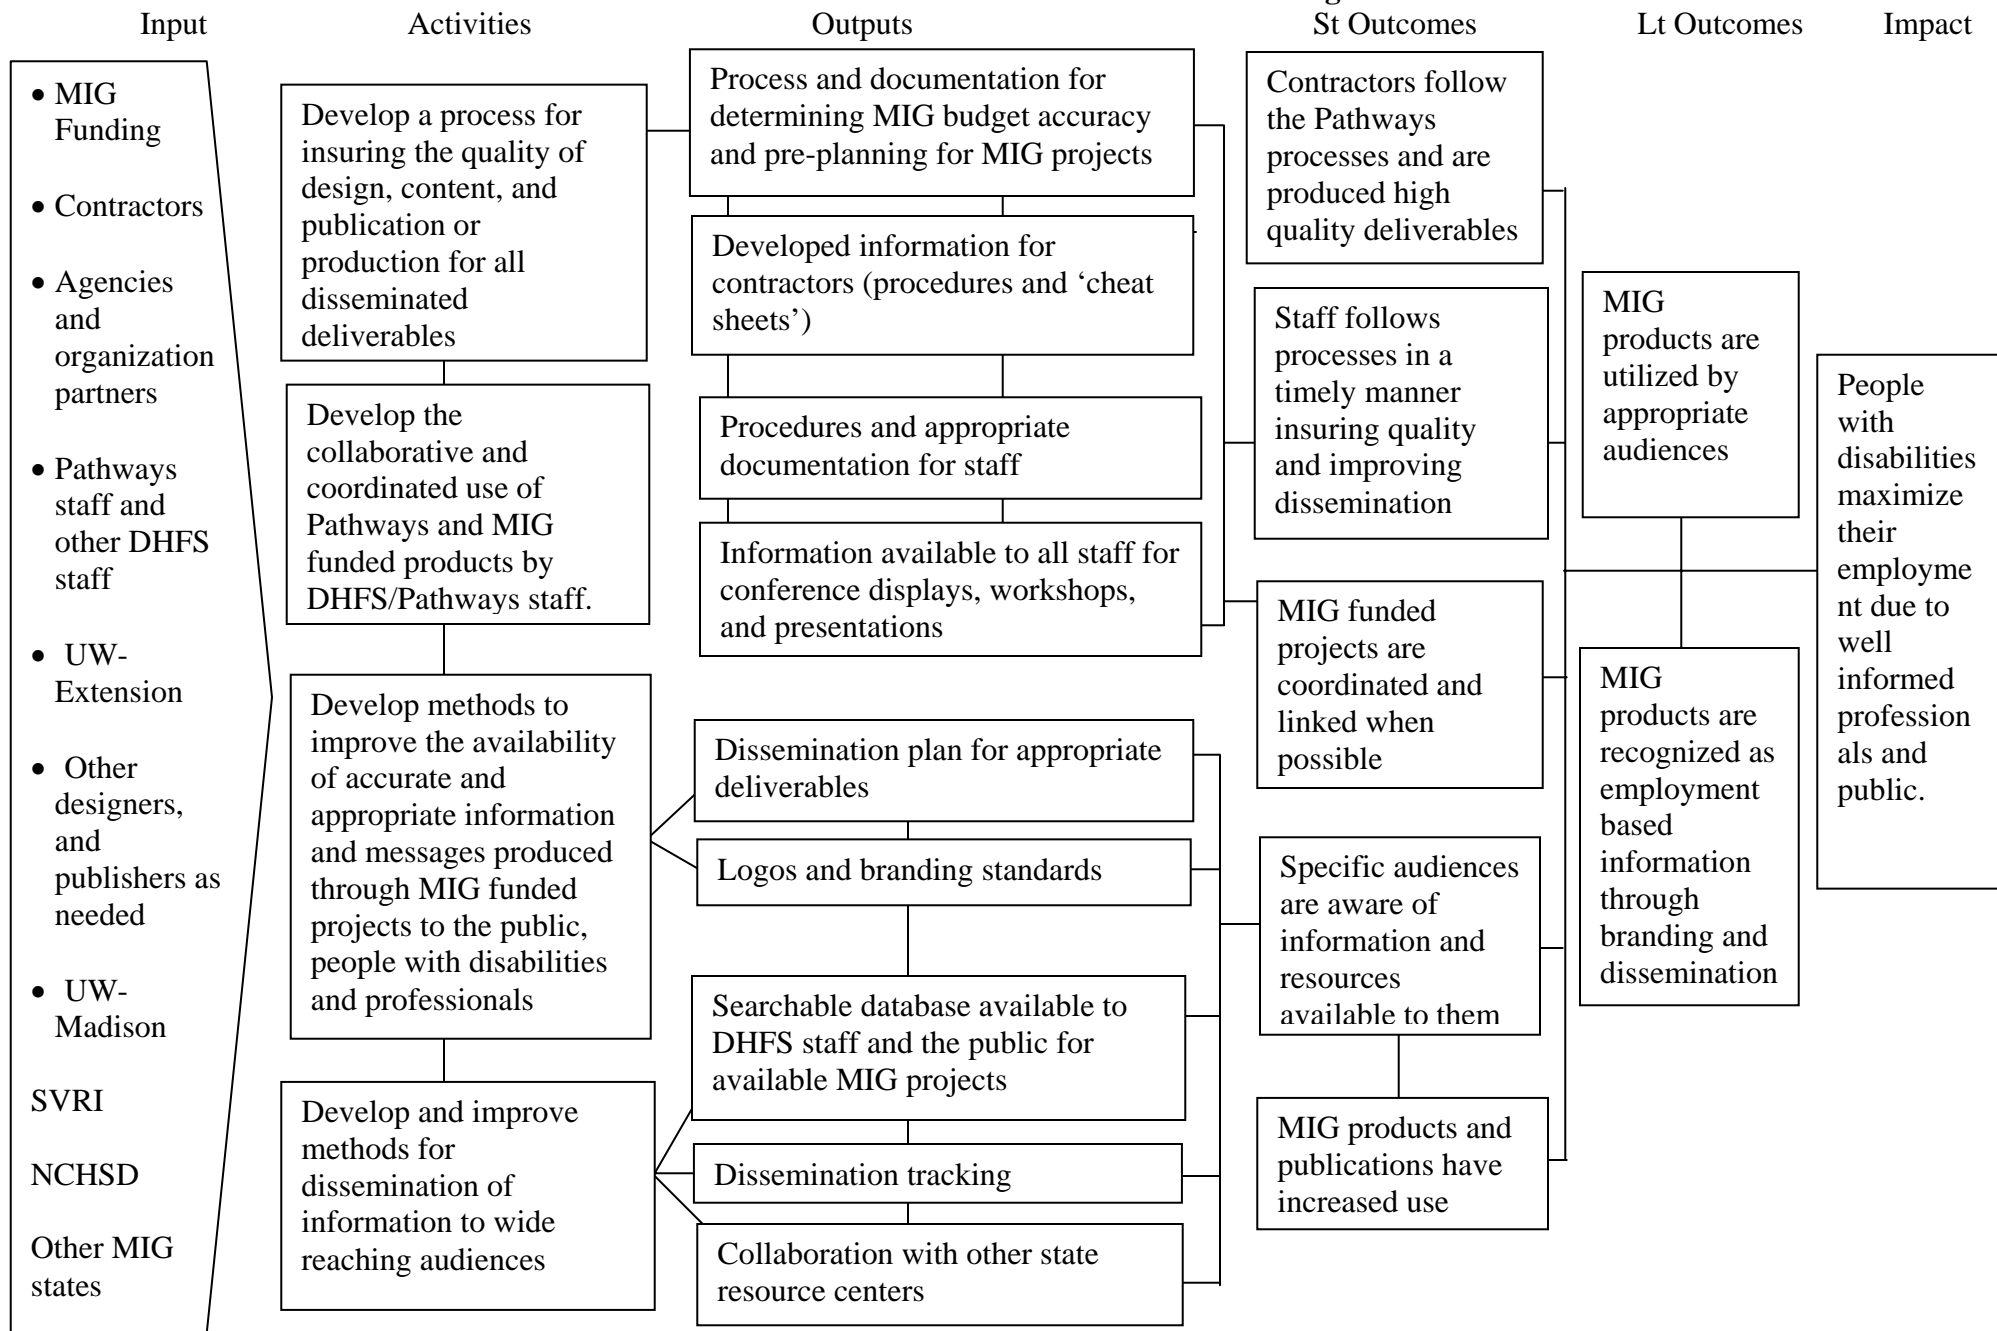 Input
Activities
Outputs
St Outcomes
Lt Outcomes
Impact
• MIG
Funding
• Contractors
• Agencies
and
organization
partners
• Pathways
staff and
other DHFS
staff
• UW-
Extension
• Other
designers,
and
publishers as
needed
• UW-
Madison
SVRI
NCHSD
Other MIG
states
Develop a process for
insuring the quality of
design, content, and
publication or
production for all
disseminated
deliverables
Develop the
collaborative and
coordinated use of
Pathways and MIG
funded products by
DHFS/Pathways staff.
Develop methods to
improve the availability
of accurate and
appropriate information
and messages produced
through MIG funded
projects to the public,
people with disabilities
and professionals
Develop and improve
methods for
dissemination of
information to wide
reaching audiences
Process and documentation for
determining MIG budget accuracy
and pre-planning for MIG projects
Developed information for
contractors (procedures and ‘cheat
sheets’)
Procedures and appropriate
documentation for staff
Information available to all staff for
conference displays, workshops,
and presentations
Dissemination plan for appropriate
deliverables
Logos and branding standards
Searchable database available to
DHFS staff and the public for
available MIG projects
Dissemination tracking
Collaboration with other state
resource centers
Contractors follow
the Pathways
processes and are
produced high
quality deliverables
Staff follows
processes in a
timely manner
insuring quality
and improving
dissemination
MIG funded
projects are
coordinated and
linked when
possible
Specific audiences
are aware of
information and
resources
available to them
MIG products and
publications have
increased use
MIG
products are
utilized by
appropriate
audiences
MIG
products are
recognized as
employment
based
information
through
branding and
dissemination
People
with
disabilities
maximize
their
employme
nt due to
well
informed
profession
als and
public.